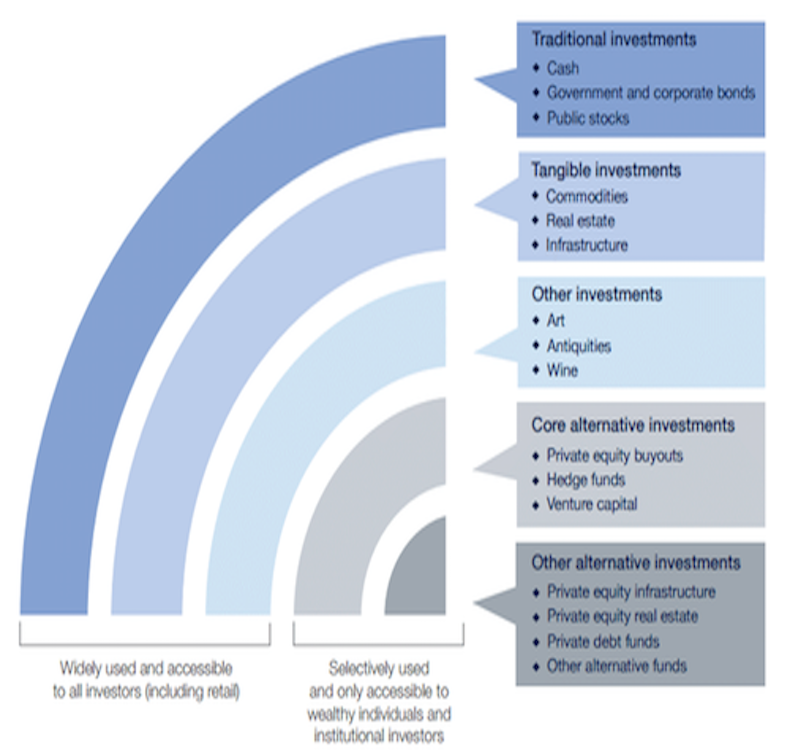 Traditional investments
◆ Cash
◆ Government and corporate bonds
◆ Public stocks
Tangible investments
◆ Commodities
◆ Real estate
◆ Infrastructure
Other investments
◆ Art
◆ Antiquities
◆ Wine
Core alternative investments
◆ Private equity buyouts
◆ Hedge funds
◆ Venture capital
Other alternative investments
◆ Private equity infrastructure
◆ Private equity real estate
◆ Private debt funds
◆ Other alternative funds
Widely used and accessible
to all investors (including retail)
Selectively used
and only accessible to
wealthy individuals and
institutional investors